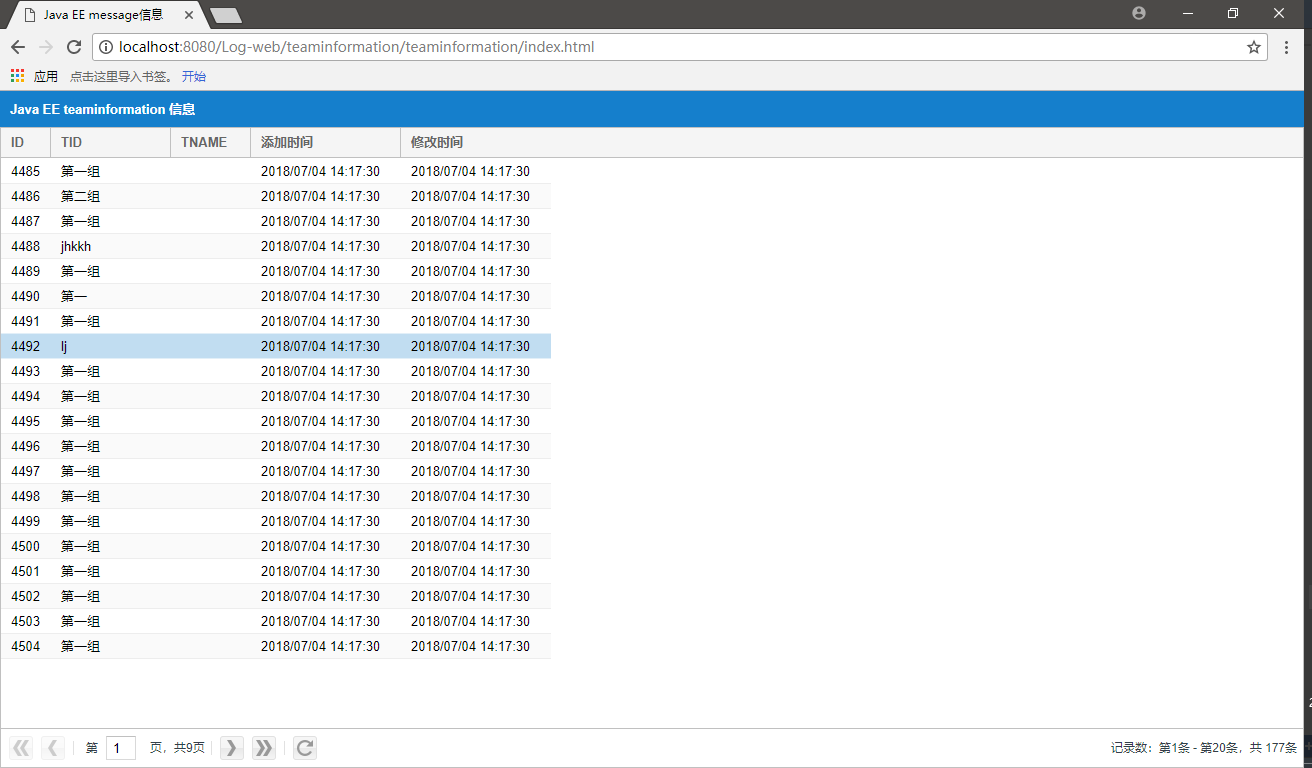 Java EE message信息
localhost:8080/Log-web/teaminformation/teaminformation/index.html
应用 点击这里导入书签。 开始
Java EE teaminformation 信息
ID TID TNAME 添加时间 修改时间
4485 第一组 2018/07/04 14:17:30 2018/07/04 14:17:30
4486 第二组 2018/07/04 14:17:30 2018/07/04 14:17:30
4487 第一组 2018/07/04 14:17:30 2018/07/04 14:17:30
4488 jhkkh 2018/07/04 14:17:30 2018/07/04 14:17:30
4489 第一组 2018/07/04 14:17:30 2018/07/04 14:17:30
4490 第一 2018/07/04 14:17:30 2018/07/04 14:17:30
4491 第一组 2018/07/04 14:17:30 2018/07/04 14:17:30
4492 lj 2018/07/04 14:17:30 2018/07/04 14:17:30
4493 第一组 2018/07/04 14:17:30 2018/07/04 14:17:30
4494 第一组 2018/07/04 14:17:30 2018/07/04 14:17:30
4495 第一组 2018/07/04 14:17:30 2018/07/04 14:17:30
4496 第一组 2018/07/04 14:17:30 2018/07/04 14:17:30
4497 第一组 2018/07/04 14:17:30 2018/07/04 14:17:30
4498 第一组 2018/07/04 14:17:30 2018/07/04 14:17:30
4499 第一组 2018/07/04 14:17:30 2018/07/04 14:17:30
4500 第一组 2018/07/04 14:17:30 2018/07/04 14:17:30
4501 第一组 2018/07/04 14:17:30 2018/07/04 14:17:30
4502 第一组 2018/07/04 14:17:30 2018/07/04 14:17:30
4503 第一组 2018/07/04 14:17:30 2018/07/04 14:17:30
4504 第一组 2018/07/04 14:17:30 2018/07/04 14:17:30
第 1 页，共9页 记录数：第1条 - 第20条，共 177条